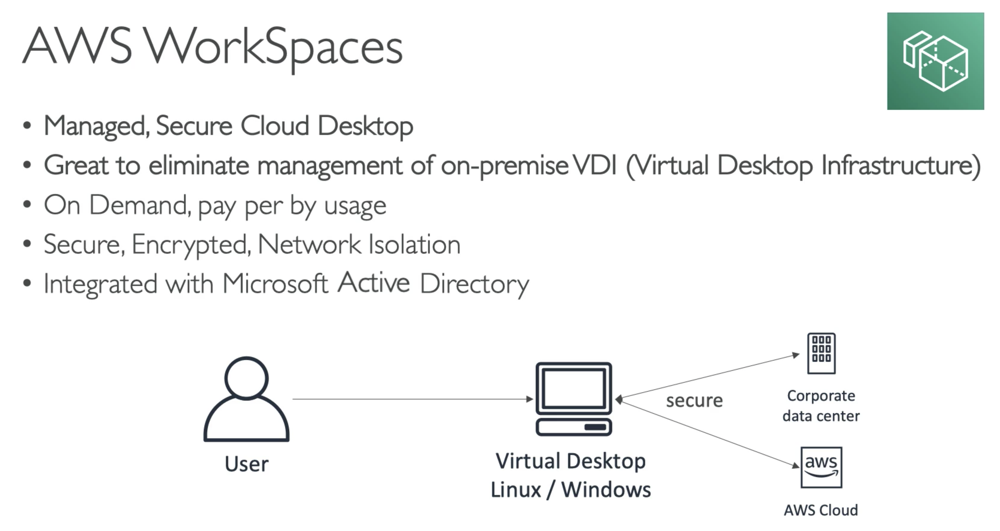 AWS WorkSpaces
• Managed, Secure Cloud Desktop
• Great to eliminate management of on-premise VDI (Virtual Desktop Infrastructure)
• On Demand, pay per by usage
• Secure, Encrypted, Network Isolation
• Integrated with Microsoft Active Directory
User
Virtual Desktop
Linux / Windows
secure
Corporate
data center
aws
AWS Cloud